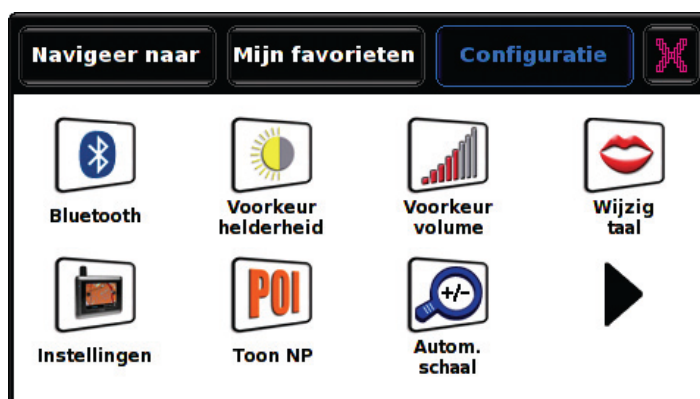 Navigeer naar
Mijn favorieten
Configuratie
Bluetooth
Voorkeur
helderheid
Voorkeur
volume
Wijzig
taal
Instellingen
POI
Toon NP
+/-
Autom.
schaal